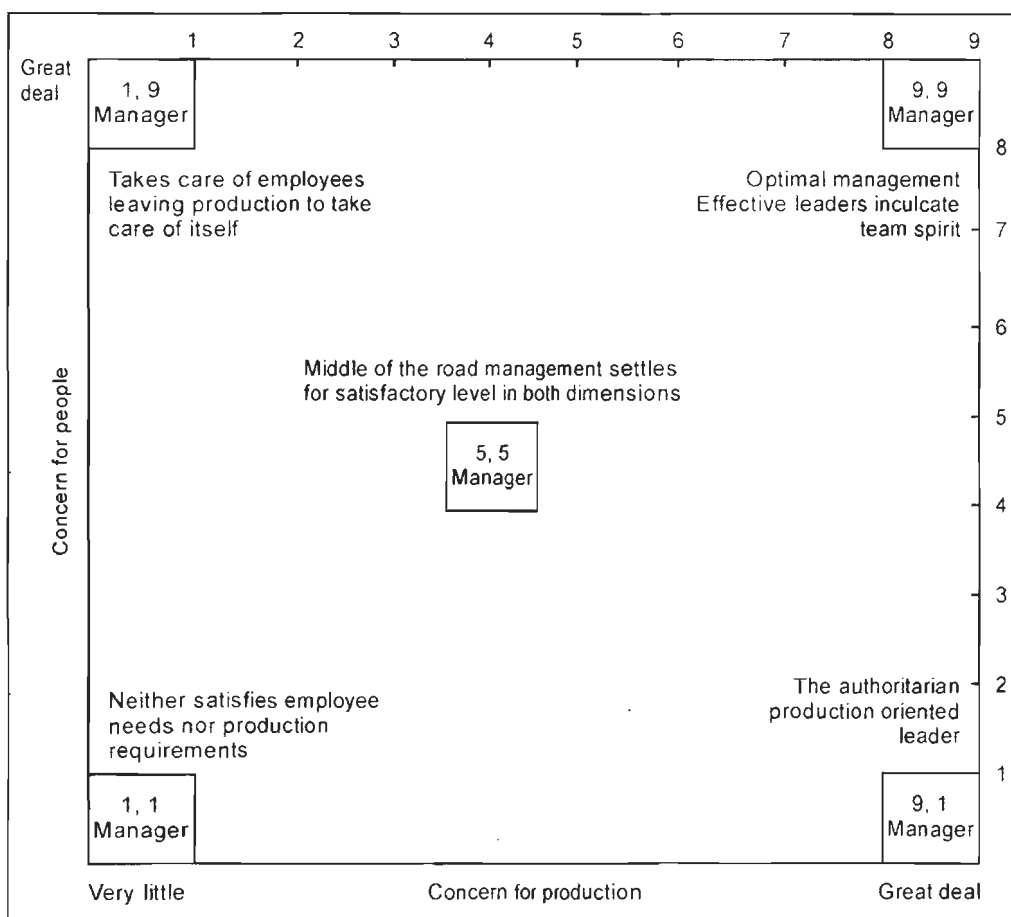 1 2 3 4 5 6 7 8 9
Great
deal
1, 9
Manager
9, 9
Manager
8
Takes care of employees
leaving production to take
care of itself
Optimal management
Effective leaders inculcate
team spirit
7
6
Middle of the road management settles
for satisfactory level in both dimensions
5
5, 5
Manager
4
Concern for people
3
2
Neither satisfies employee
needs nor production
requirements
The authoritarian
production oriented
leader
1
1, 1
Manager
9, 1
Manager
Very little
Concern for production
Great deal